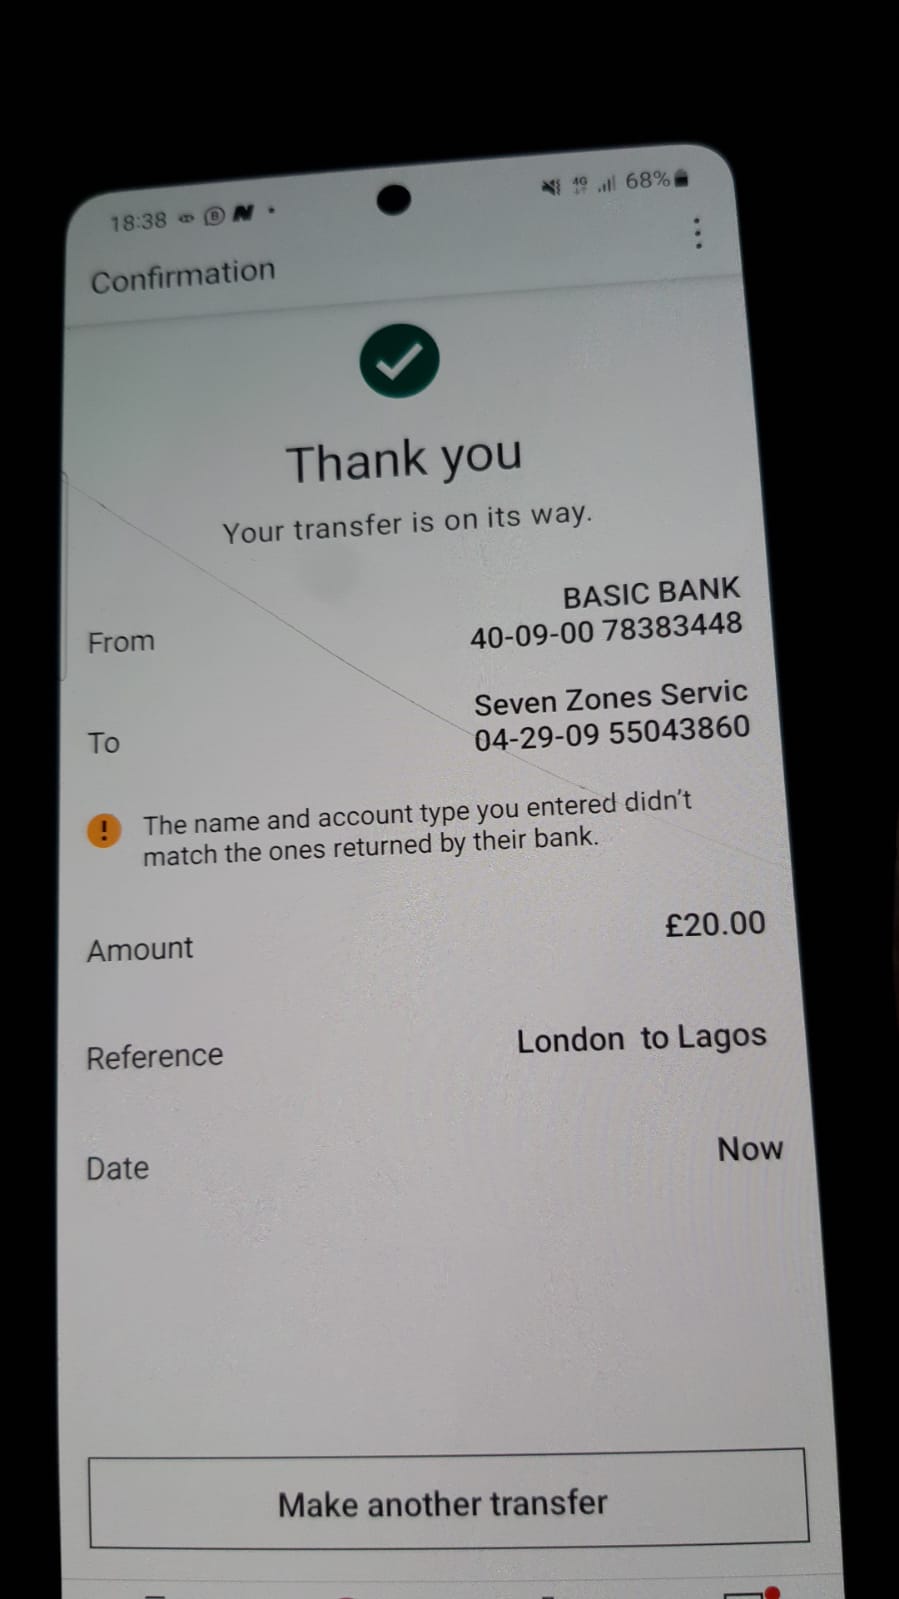 18:38
4G 68%
Confirmation
Thank you
Your transfer is on its way.
From
BASIC BANK
40-09-00 78383448
To
Seven Zones Servic
04-29-09 55043860
! The name and account type you entered didn't
match the ones returned by their bank.
Amount
£20.00
Reference
London to Lagos
Date
Now
Make another transfer